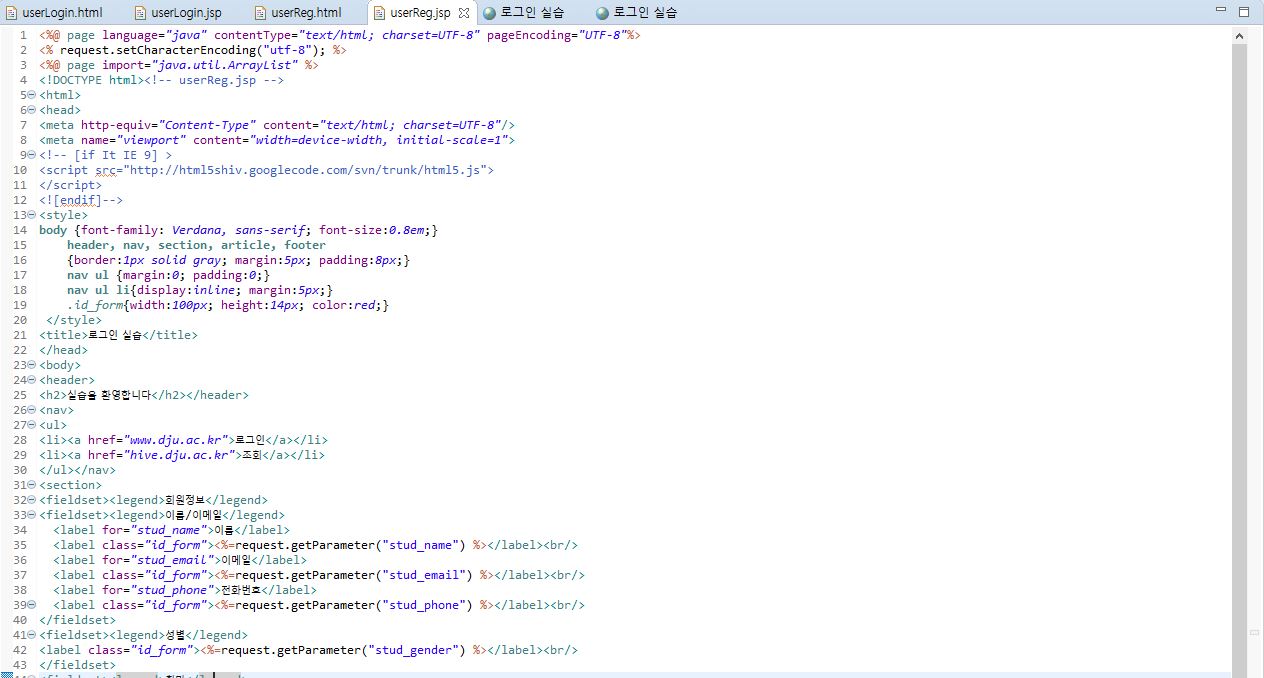 userLogin.html userLogin.jsp userReg.html userReg.jsp 로그인 실습 로그인 실습
1 <%@ page language="java" contentType="text/html; charset=UTF-8" pageEncoding="UTF-8"%>
2 <% request.setCharacterEncoding("utf-8"); %>
3 <%@ page import="java.util.ArrayList" %>
4 <!DOCTYPE html><!-- userReg.jsp -->
5 <html>
6 <head>
7 <meta http-equiv="Content-Type" content="text/html; charset=UTF-8"/>
8 <meta name="viewport" content="width=device-width, initial-scale=1">
9 <!-- [if It IE 9] >
10 <script src="http://html5shiv.googlecode.com/svn/trunk/html5.js">
11 </script>
12 <![endif]-->
13 <style>
14 body {font-family: Verdana, sans-serif; font-size:0.8em;}
15 header, nav, section, article, footer
16 {border:1px solid gray; margin:5px; padding:8px;}
17 nav ul {margin:0; padding:0;}
18 nav ul li{display:inline; margin:5px;}
19 .id_form{width:100px; height:14px; color:red;}
20 </style>
21 <title>로그인 실습</title>
22 </head>
23 <body>
24 <header>
25 <h2>실습을 환영합니다</h2></header>
26 <nav>
27 <ul>
28 <li><a href="www.dju.ac.kr">로그인</a></li>
29 <li><a href="hive.dju.ac.kr">조회</a></li>
30 </ul></nav>
31 <section>
32 <fieldset><legend>회원정보</legend>
33 <fieldset><legend>이름/이메일</legend>
34 <label for="stud_name">이름</label>
35 <label class="id_form"><%=request.getParameter("stud_name") %></label><br/>
36 <label for="stud_email">이메일</label>
37 <label class="id_form"><%=request.getParameter("stud_email") %></label><br/>
38 <label for="stud_phone">전화번호</label>
39 <label class="id_form"><%=request.getParameter("stud_phone") %></label><br/>
40 </fieldset>
41 <fieldset><legend>성별</legend>
42 <label class="id_form"><%=request.getParameter("stud_gender") %></label><br/>
43 </fieldset>